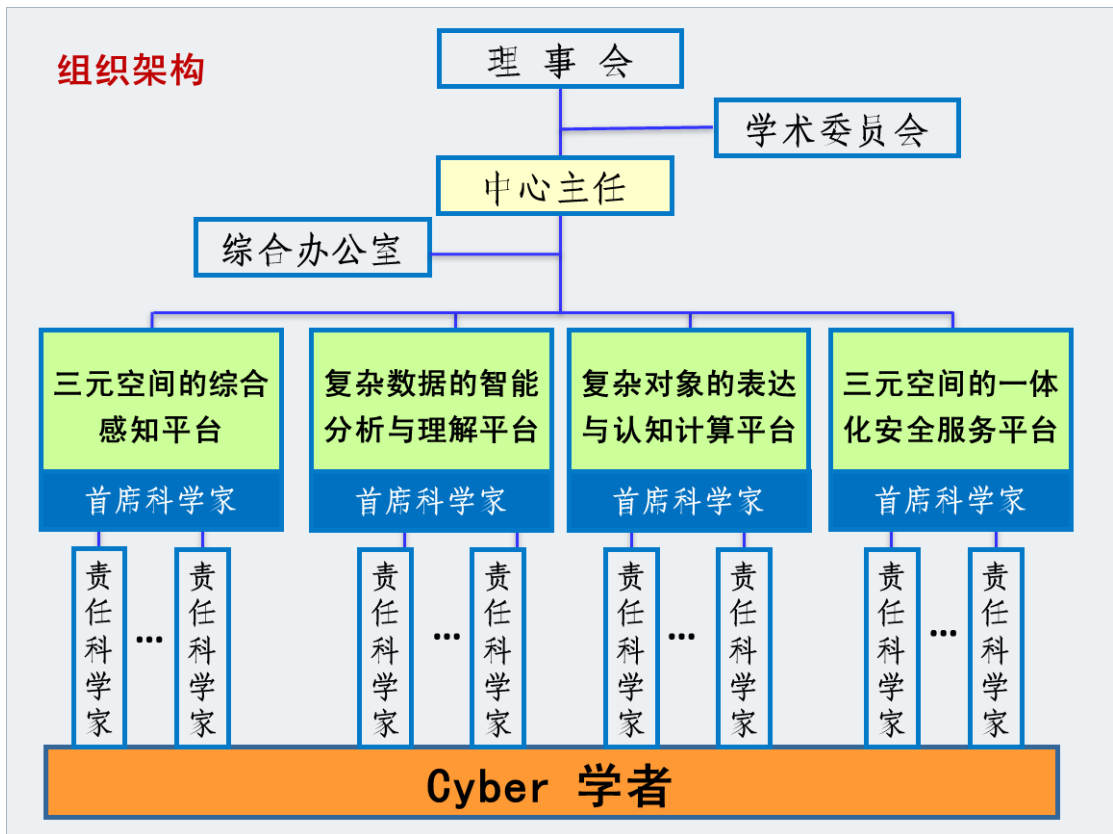 组织架构
理事会
学术委员会
中心主任
综合办公室
三元空间的综合
感知平台
首席科学家
复杂数据的智能
分析与理解平台
首席科学家
复杂对象的表达
与认知计算平台
首席科学家
三元空间的一体
化安全服务平台
首席科学家
责任科学家
...
责任科学家
责任科学家
...
责任科学家
责任科学家
...
责任科学家
责任科学家
...
责任科学家
Cyber 学者